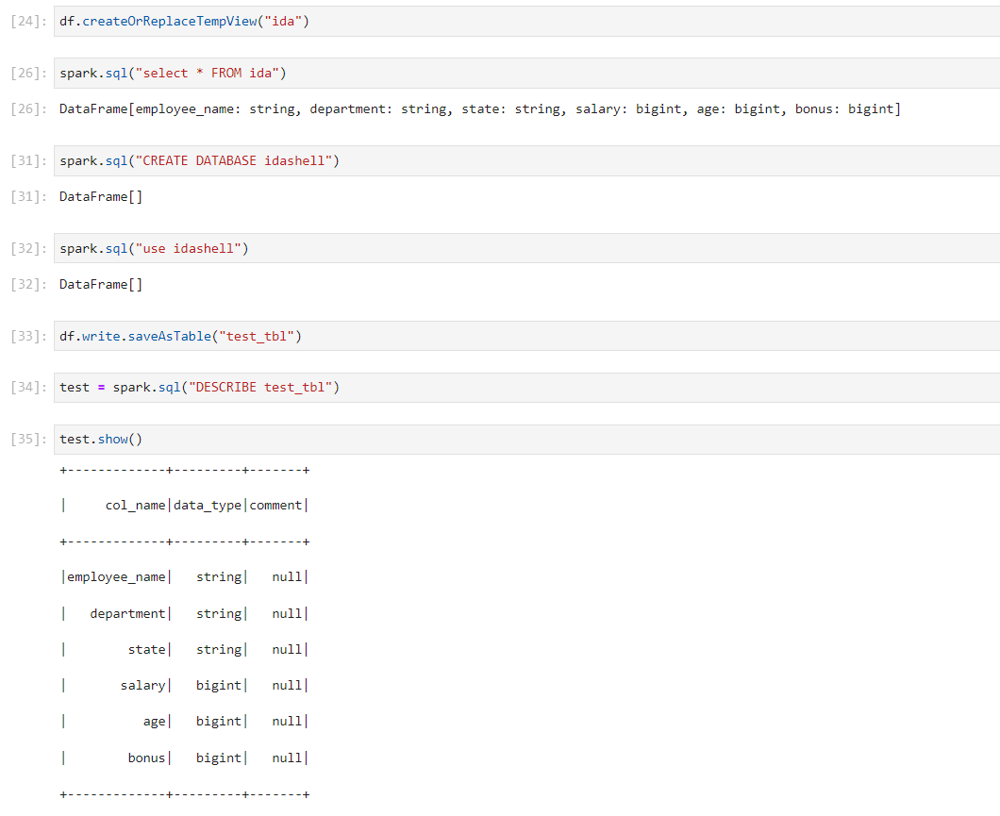 [24]: df.createOrReplaceTempView("ida")
[26]: spark.sql("select * FROM ida")
[26]: DataFrame[employee_name: string, department: string, state: string, salary: bigint, age: bigint, bonus: bigint]
[31]: spark.sql("CREATE DATABASE idashell")
[31]: DataFrame[]
[32]: spark.sql("use idashell")
[32]: DataFrame[]
[33]: df.write.saveAsTable("test_tbl")
[34]: test = spark.sql("DESCRIBE test_tbl")
[35]: test.show()
+-------------+---------+-------+
|     col_name|data_type|comment|
+-------------+---------+-------+
|employee_name|   string|   null|
|   department|   string|   null|
|        state|   string|   null|
|       salary|   bigint|   null|
|          age|   bigint|   null|
|        bonus|   bigint|   null|
+-------------+---------+-------+